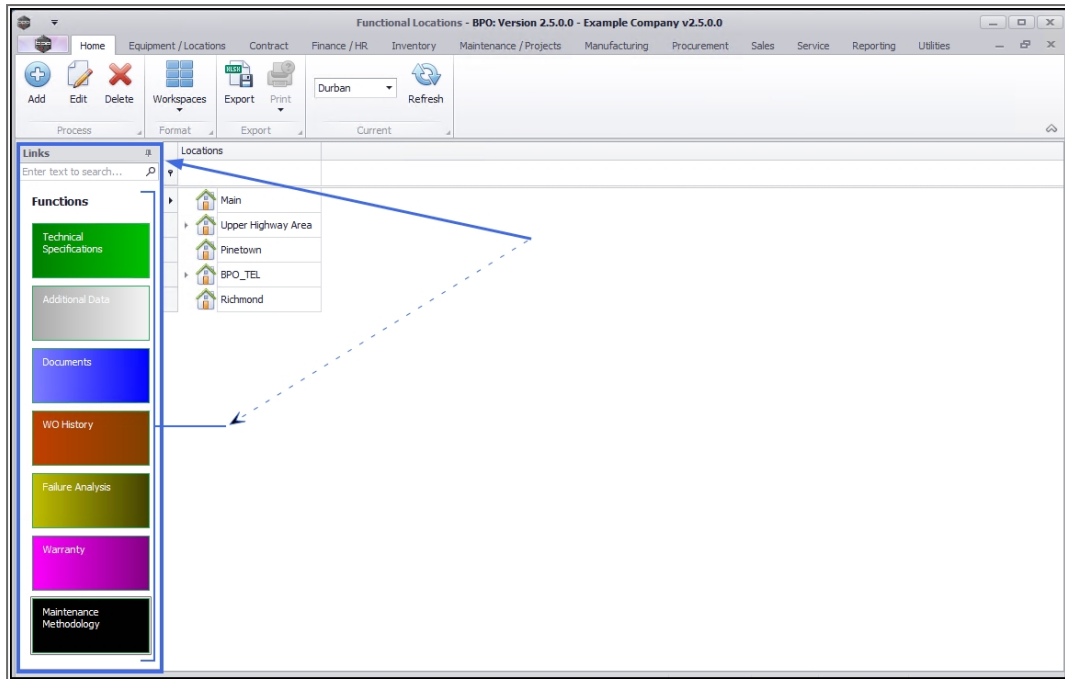 Functional Locations - BPO: Version 2.5.0.0 - Example Company v2.5.0.0
Home Equipment / Locations Contract Finance / HR Inventory Maintenance / Projects Manufacturing Procurement Sales Service Reporting Utilities
Add Edit Delete Workspaces Export Print Durban Refresh
Process Format Export Current
Links
Enter text to search...
Locations
Functions
Technical
Specifications
Additional Data
Documents
WO History
Failure Analysis
Warranty
Maintenance
Methodology
Main
Upper Highway Area
Pinetown
BPO_TEL
Richmond